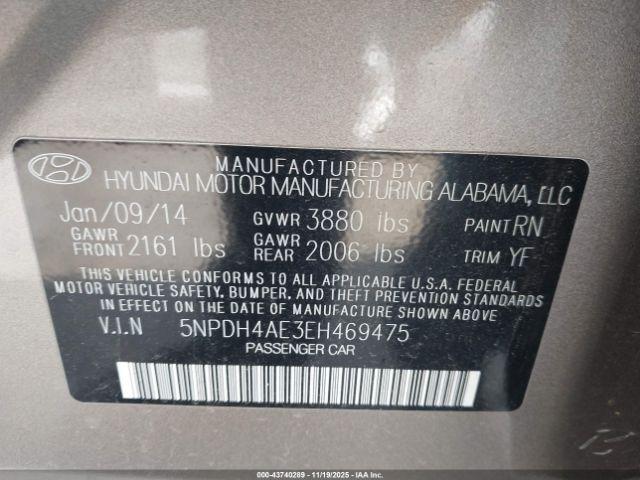 MANUFACTURED BY
HYUNDAI MOTOR MANUFACTURING ALABAMA, LLC
Jan/09/14 GVWR 3880 lbs PAINT RN
GAWR FRONT 2161 lbs GAWR REAR 2006 lbs TRIM YF
THIS VEHICLE CONFORMS TO ALL APPLICABLE U.S.A. FEDERAL
MOTOR VEHICLE SAFETY, BUMPER, AND THEFT PREVENTION STANDARDS
IN EFFECT ON THE DATE OF MANUFACTURE SHOWN ABOVE.
V.I.N 5NPDH4AE3EH469475
PASSENGER CAR
000-43740289 - 11/19/2025 - IAAI.COM